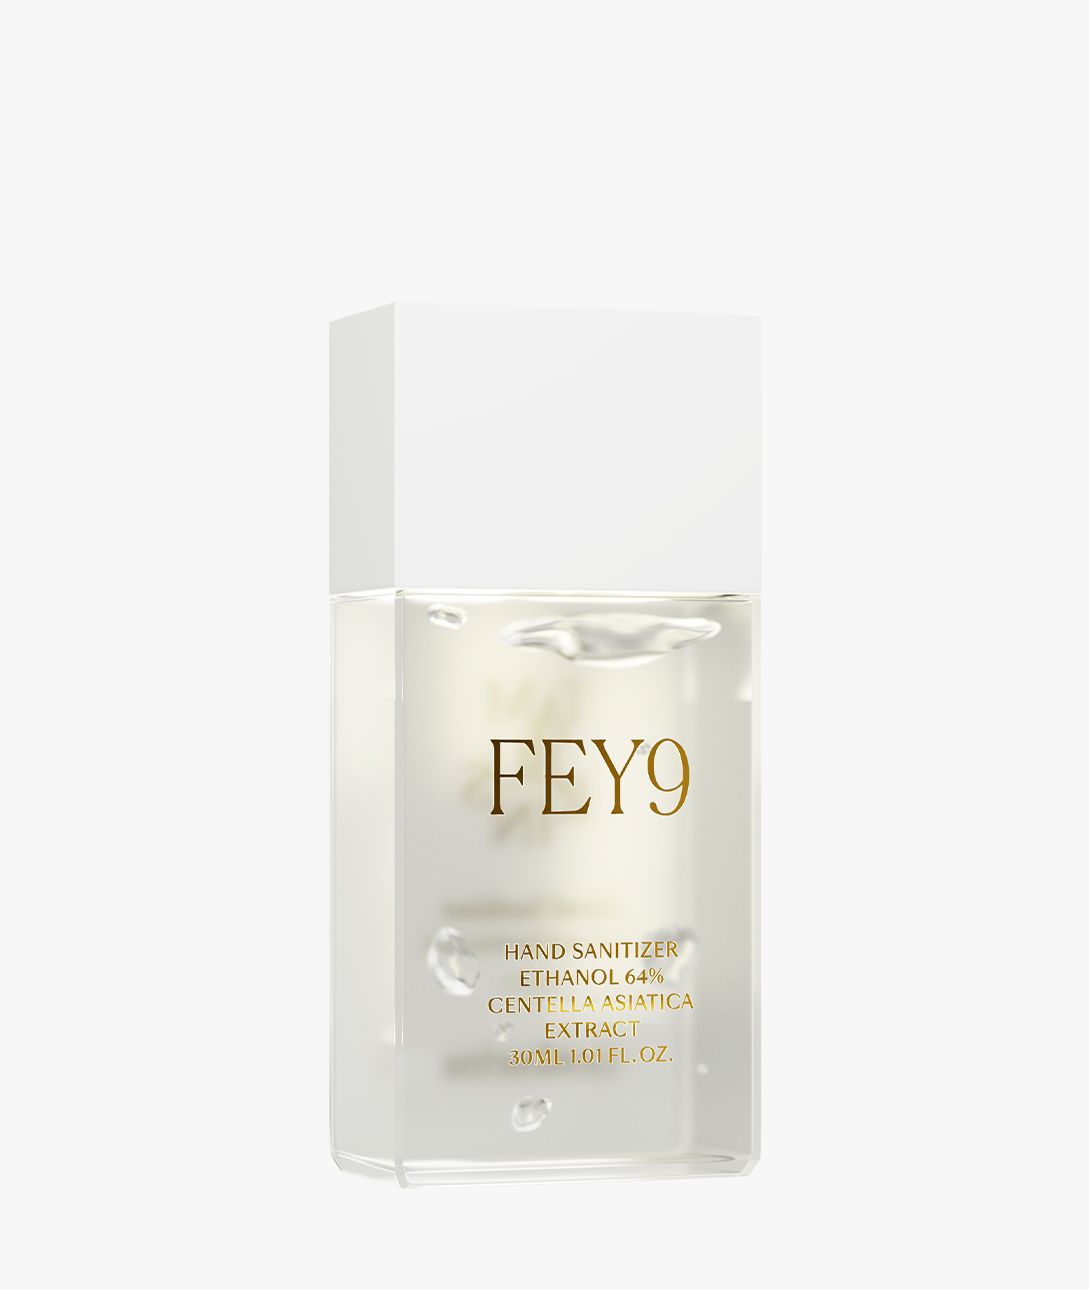 FEY9
HAND SANITIZER
ETHANOL 64%
CENTELLA ASIATICA
EXTRACT
30ML 1.01 FL.OZ.